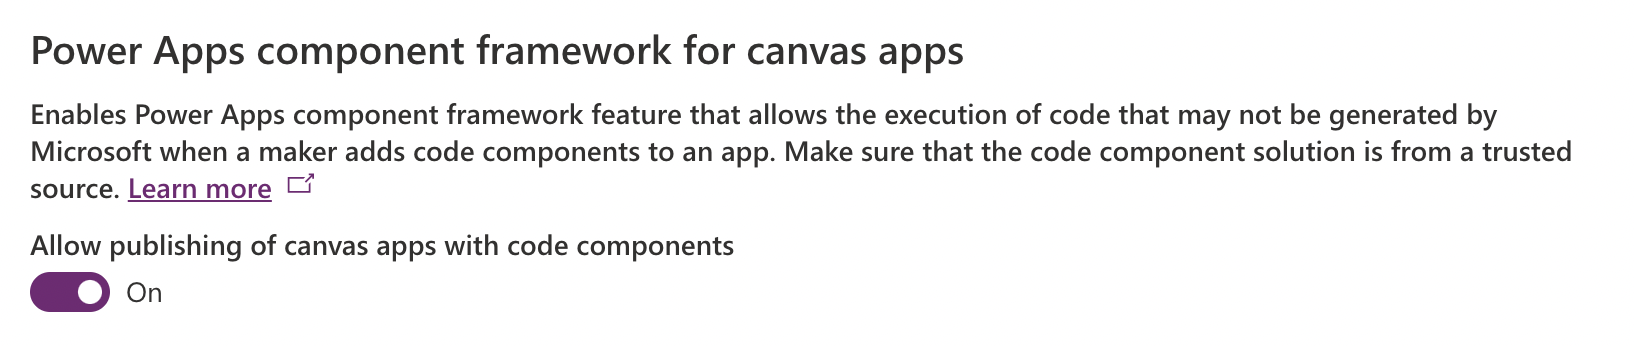 Power Apps component framework for canvas apps
Enables Power Apps component framework feature that allows the execution of code that may not be generated by
Microsoft when a maker adds code components to an app. Make sure that the code component solution is from a trusted
source. Learn more
Allow publishing of canvas apps with code components
On